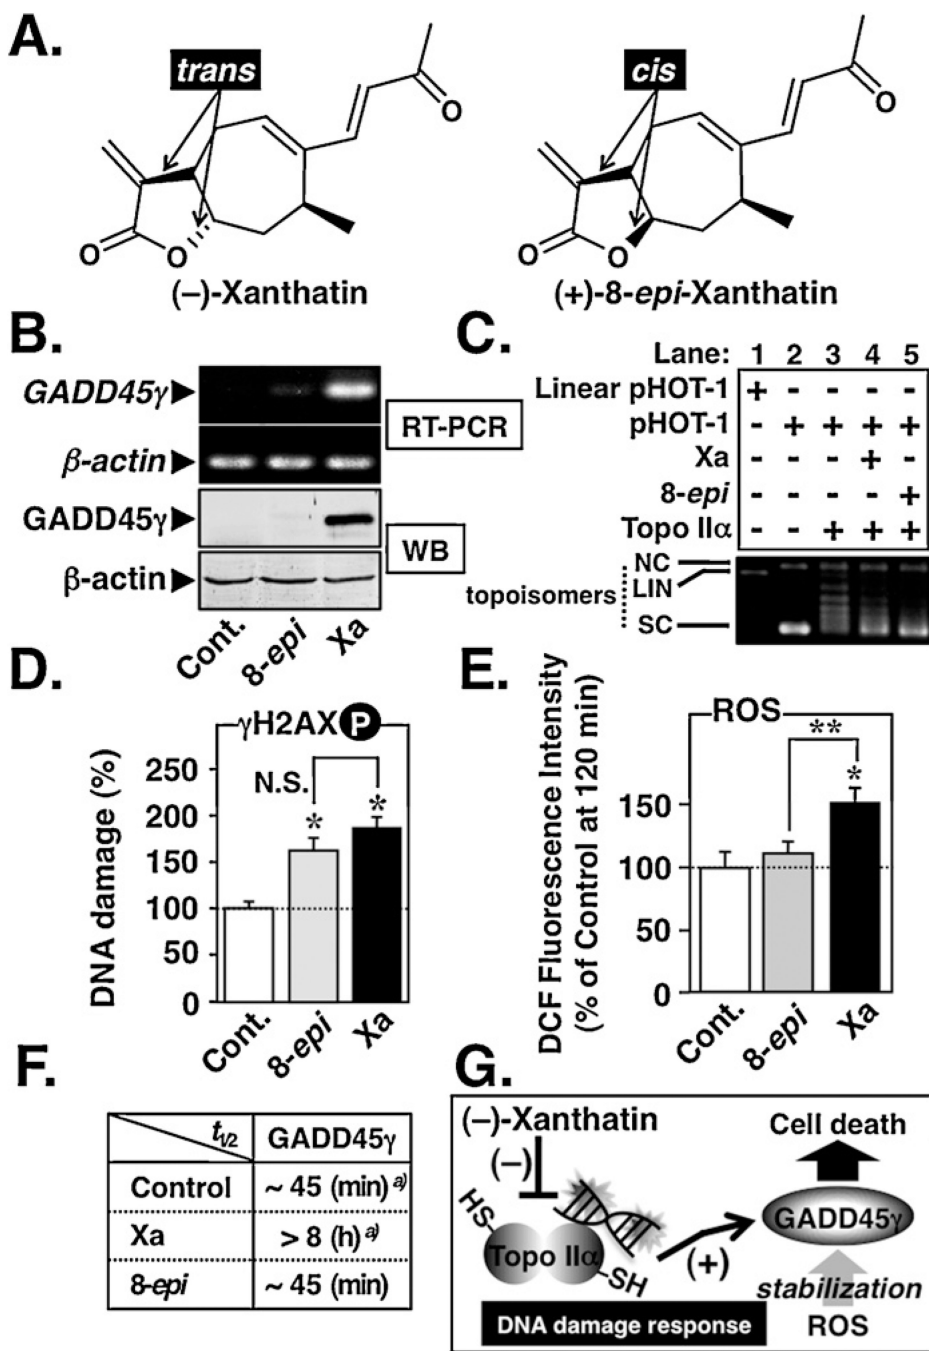 A.
trans
cis
O
O
O
O
O
O
(–)-Xanthatin
(+)-8-epi-Xanthatin
B.
GADD45γ
RT-PCR
β-actin
GADD45γ
WB
β-actin
Cont.
8-epi
Xa
C.
Lane: 1 2 3 4 5
Linear pHOT-1 + - - - -
pHOT-1 - + + + +
Xa - - - + -
8-epi - - - - +
Topo IIα - - + + +
topoisomers
NC
LIN
SC
D.
γH2AX P
DNA damage (%)
250
200
150
100
50
0
N.S.
*
*
Cont.
8-epi
Xa
E.
ROS
DCF Fluorescence Intensity
(% of Control at 120 min)
150
100
50
0
**
*
Cont.
8-epi
Xa
F.
t1/2 GADD45γ
Control ~ 45 (min) a)
Xa > 8 (h) a)
8-epi ~ 45 (min)
G.
(–)-Xanthatin
(–)
HS
Topo IIα
SH
(+)
DNA damage response
Cell death
GADD45γ
stabilization
ROS